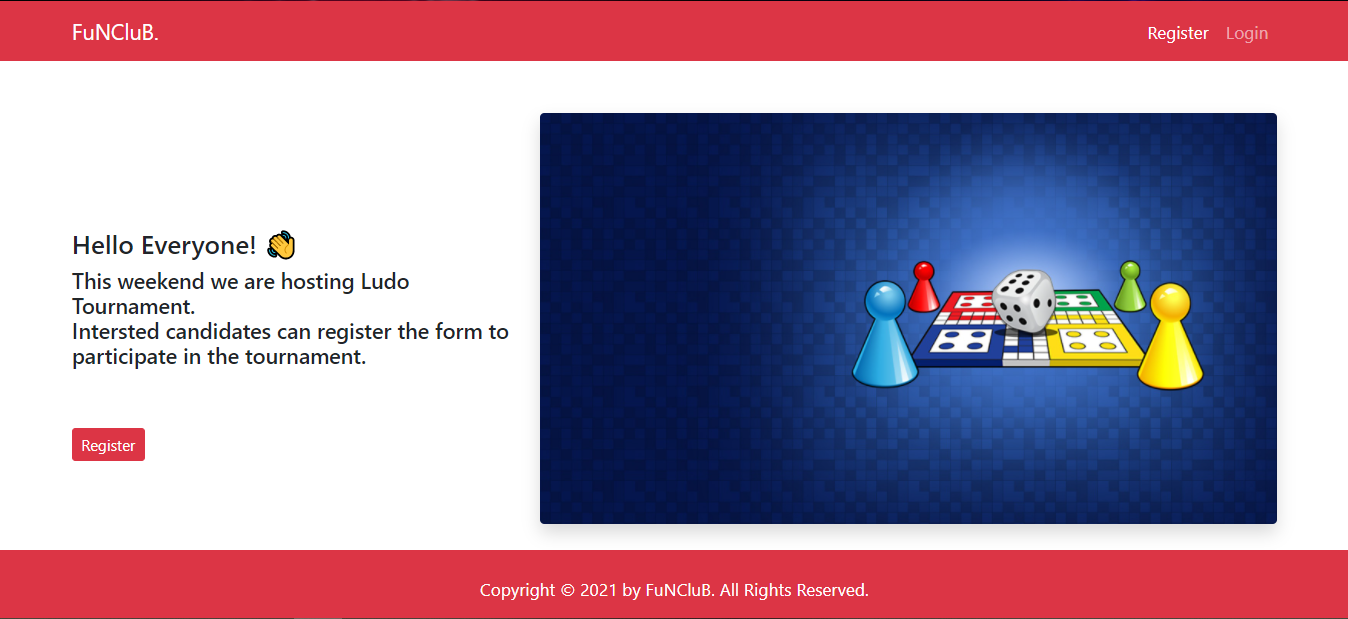 FuNCluB.
Register Login
Hello Everyone! 👋
This weekend we are hosting Ludo
Tournament.
Intersted candidates can register the form to
participate in the tournament.
Register
Copyright © 2021 by FuNCluB. All Rights Reserved.